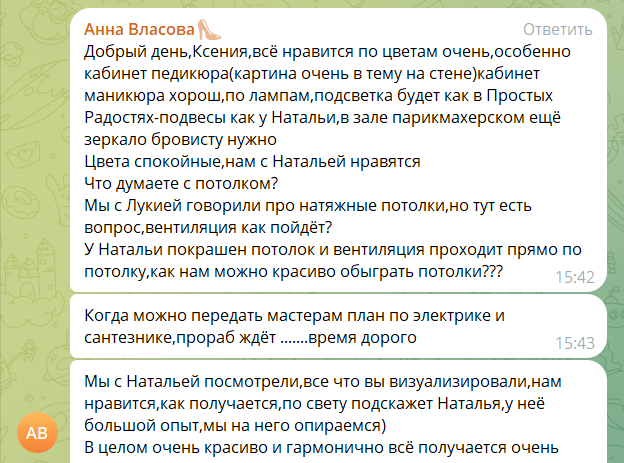 Анна Власова👠 Ответить
Добрый день,Ксения,всё нравится по цветам очень,особенно
кабинет педикюра(картина очень в тему на стене)кабинет
маникюра хорош,по лампам,подсветка будет как в Простых
Радостях-подвесы как у Натальи,в зале парикмахерском ещё
зеркало бровисту нужно
Цвета спокойные,нам с Натальей нравятся
Что думаете с потолком?
Мы с Лукией говорили про натяжные потолки,но тут есть
вопрос,вентиляция как пойдёт?
У Натальи покрашен потолок и вентиляция проходит прямо по
потолку,как нам можно красиво обыграть потолки???
15:42
Когда можно передать мастерам план по электрике и
сантезнике,прораб ждёт .......время дорого
15:43
Мы с Натальей посмотрели,все что вы визуализировали,нам
нравится,как получается,по свету подскажет Наталья,у неё
большой опыт,мы на него опираемся)
АВ
В целом очень красиво и гармонично всё получается очень